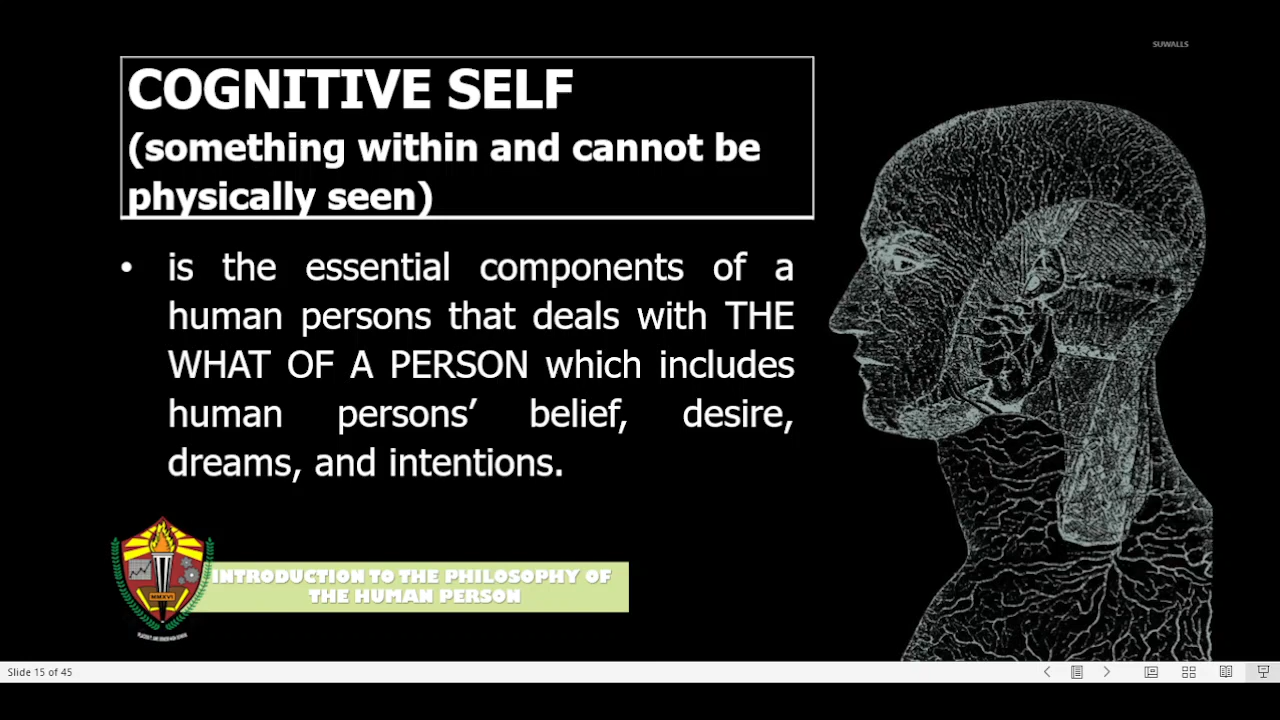 SUWALLS
COGNITIVE SELF
(something within and cannot be
physically seen)
• is the essential components of a
human persons that deals with THE
WHAT OF A PERSON which includes
human persons’ belief, desire,
dreams, and intentions.
MMXVI
INTRODUCTION TO THE PHILOSOPHY OF
THE HUMAN PERSON
Slide 15 of 45